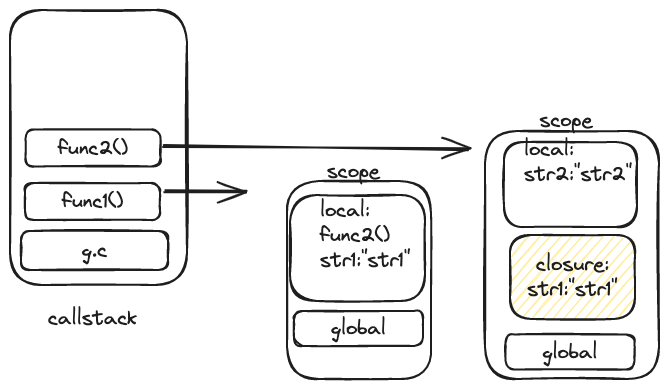 func2()
func1()
g.c
callstack
scope
local:
func2()
str1:"str1"
global
scope
local:
str2:"str2"
closure:
str1:"str1"
global